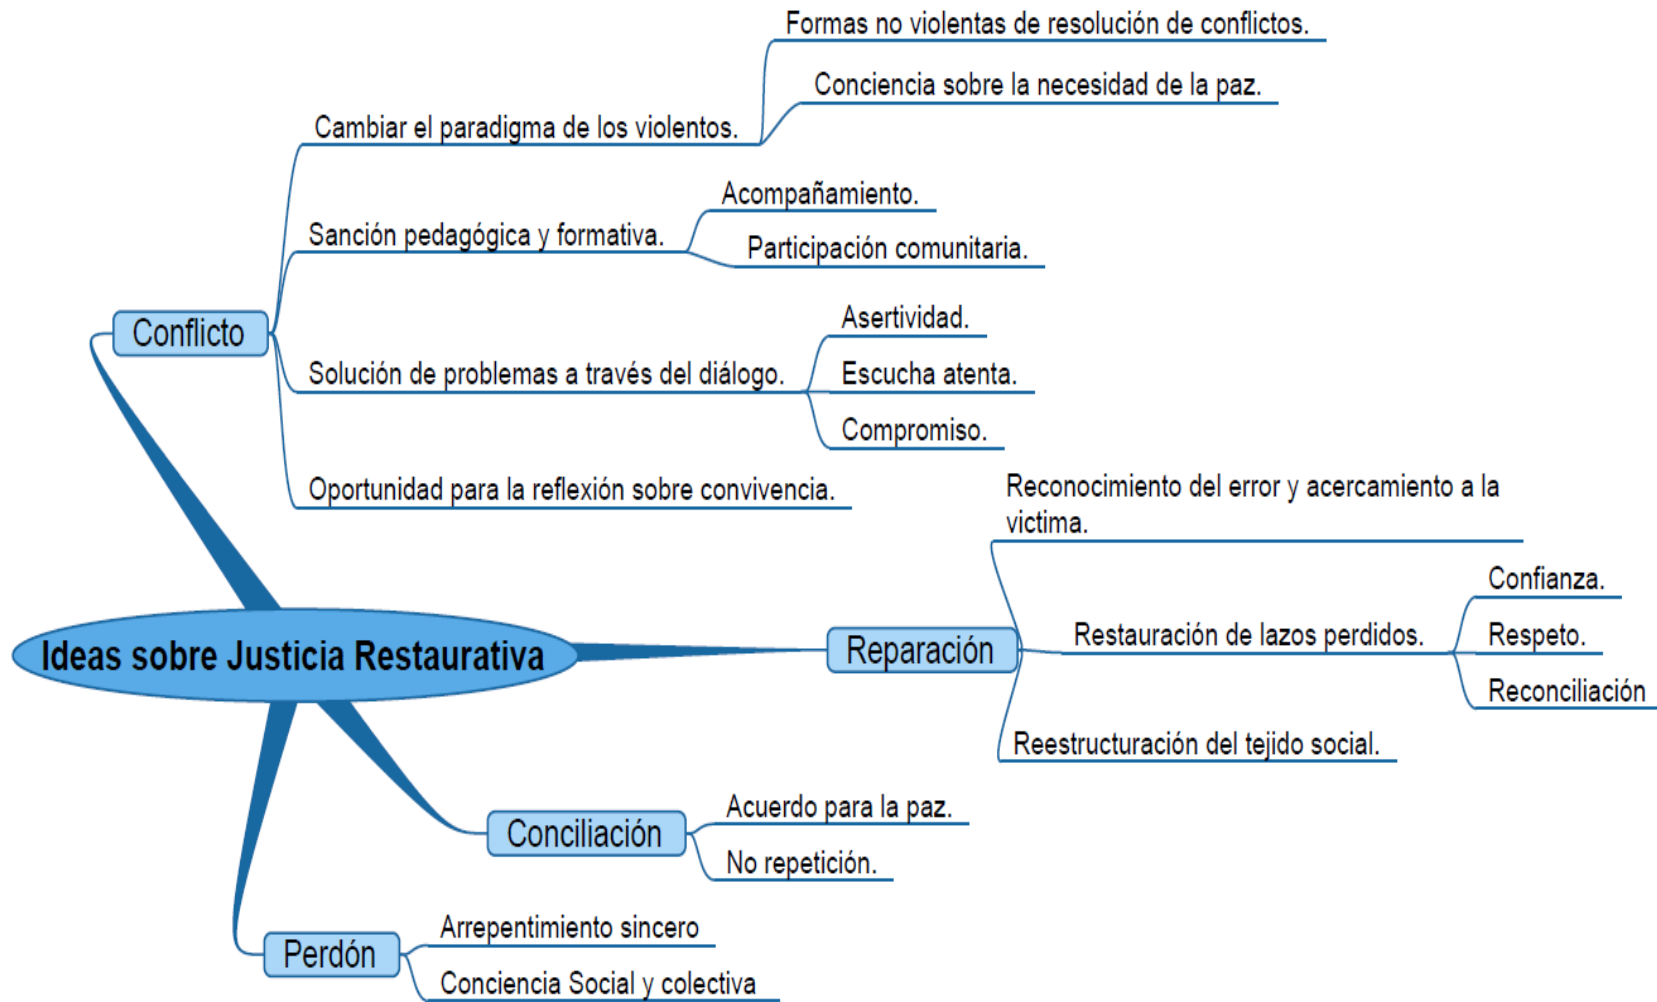 Formas no violentas de resolución de conflictos.
Conciencia sobre la necesidad de la paz.
Cambiar el paradigma de los violentos.
Acompañamiento.
Sanción pedagógica y formativa.
Participación comunitaria.
Conflicto
Asertividad.
Solución de problemas a través del diálogo.
Escucha atenta.
Compromiso.
Oportunidad para la reflexión sobre convivencia.
Reconocimiento del error y acercamiento a la
victima.
Confianza.
Ideas sobre Justicia Restaurativa
Reparación
Restauración de lazos perdidos.
Respeto.
Reconciliación
Reestructuración del tejido social.
Acuerdo para la paz.
Conciliación
No repetición.
Arrepentimiento sincero
Perdón
Conciencia Social y colectiva